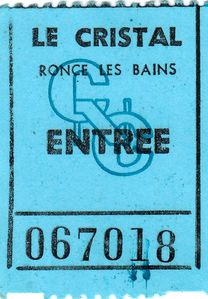 LE CRISTAL
RONCE LES BAINS
ENTREE
067018